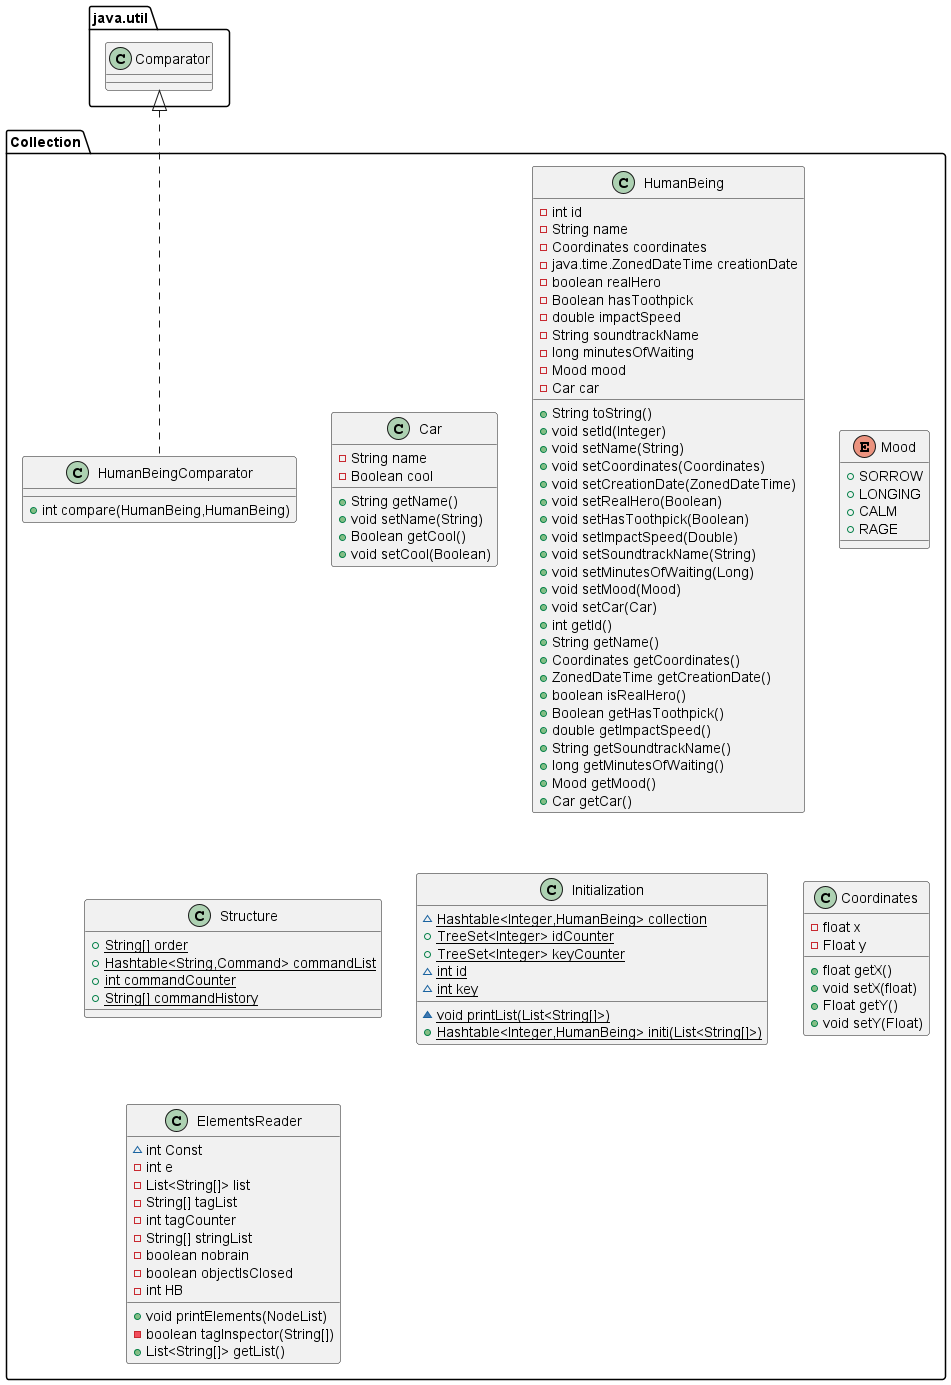 java.util
C Comparator
Collection
C HumanBeing
int id
String name
Coordinates coordinates
java.time.ZonedDateTime creationDate
boolean realHero
Boolean hasToothpick
double impactSpeed
String soundtrackName
long minutesOfWaiting
Mood mood
Car car
String toString()
void setId(Integer)
void setName(String)
void setCoordinates(Coordinates)
void setCreationDate(ZonedDateTime)
void setRealHero(Boolean)
void setHasToothpick(Boolean)
void setImpactSpeed(Double)
void setSoundtrackName(String)
void setMinutesOfWaiting(Long)
void setMood(Mood)
void setCar(Car)
int getId()
String getName()
Coordinates getCoordinates()
ZonedDateTime getCreationDate()
boolean isRealHero()
Boolean getHasToothpick()
double getImpactSpeed()
String getSoundtrackName()
long getMinutesOfWaiting()
Mood getMood()
Car getCar()
C Car
String name
Boolean cool
String getName()
void setName(String)
Boolean getCool()
void setCool(Boolean)
E Mood
SORROW
LONGING
CALM
RAGE
C HumanBeingComparator
int compare(HumanBeing,HumanBeing)
C Structure
String[] order
Hashtable<String,Command> commandList
int commandCounter
String[] commandHistory
C Initialization
Hashtable<Integer,HumanBeing> collection
TreeSet<Integer> idCounter
TreeSet<Integer> keyCounter
int id
int key
void printList(List<String[]>)
Hashtable<Integer,HumanBeing> initi(List<String[]>)
C Coordinates
float x
Float y
float getX()
void setX(float)
Float getY()
void setY(Float)
C ElementsReader
int Const
int e
List<String[]> list
String[] tagList
int tagCounter
String[] stringList
boolean nobrain
boolean objectIsClosed
int HB
void printElements(NodeList)
boolean tagInspector(String[])
List<String[]> getList()